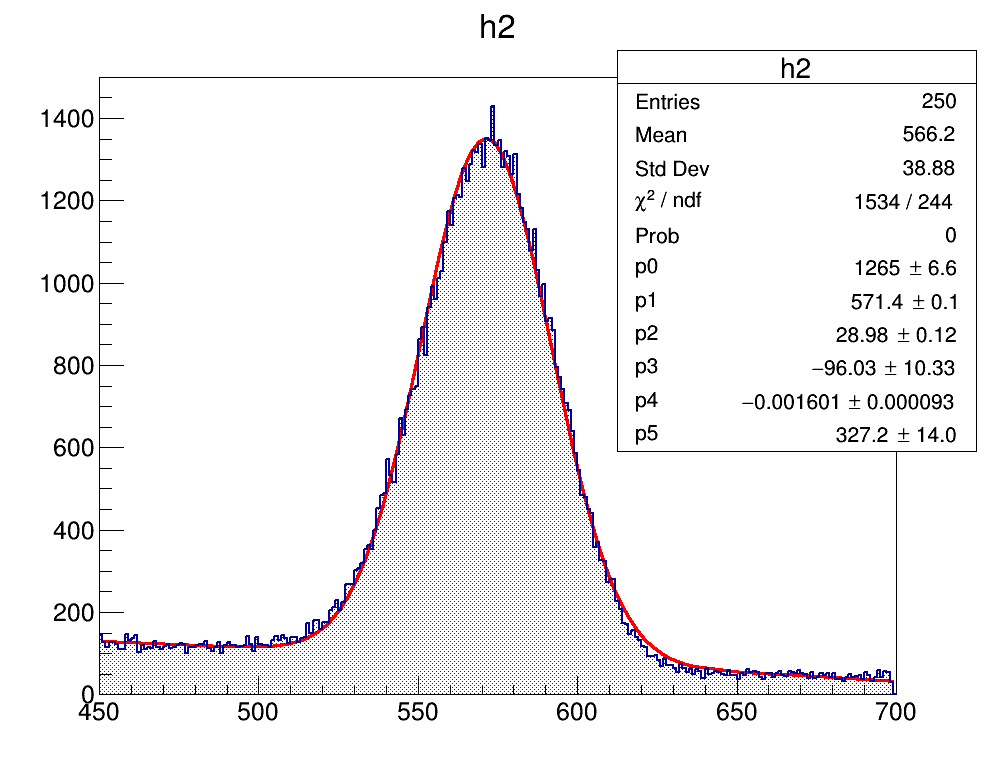 h2
h2
Entries 250
Mean 566.2
Std Dev 38.88
χ² / ndf 1534 / 244
Prob 0
p0 1265 ± 6.6
p1 571.4 ± 0.1
p2 28.98 ± 0.12
p3 −96.03 ± 10.33
p4 −0.001601 ± 0.000093
p5 327.2 ± 14.0
1400
1200
1000
800
600
400
200
0
450 500 550 600 650 700